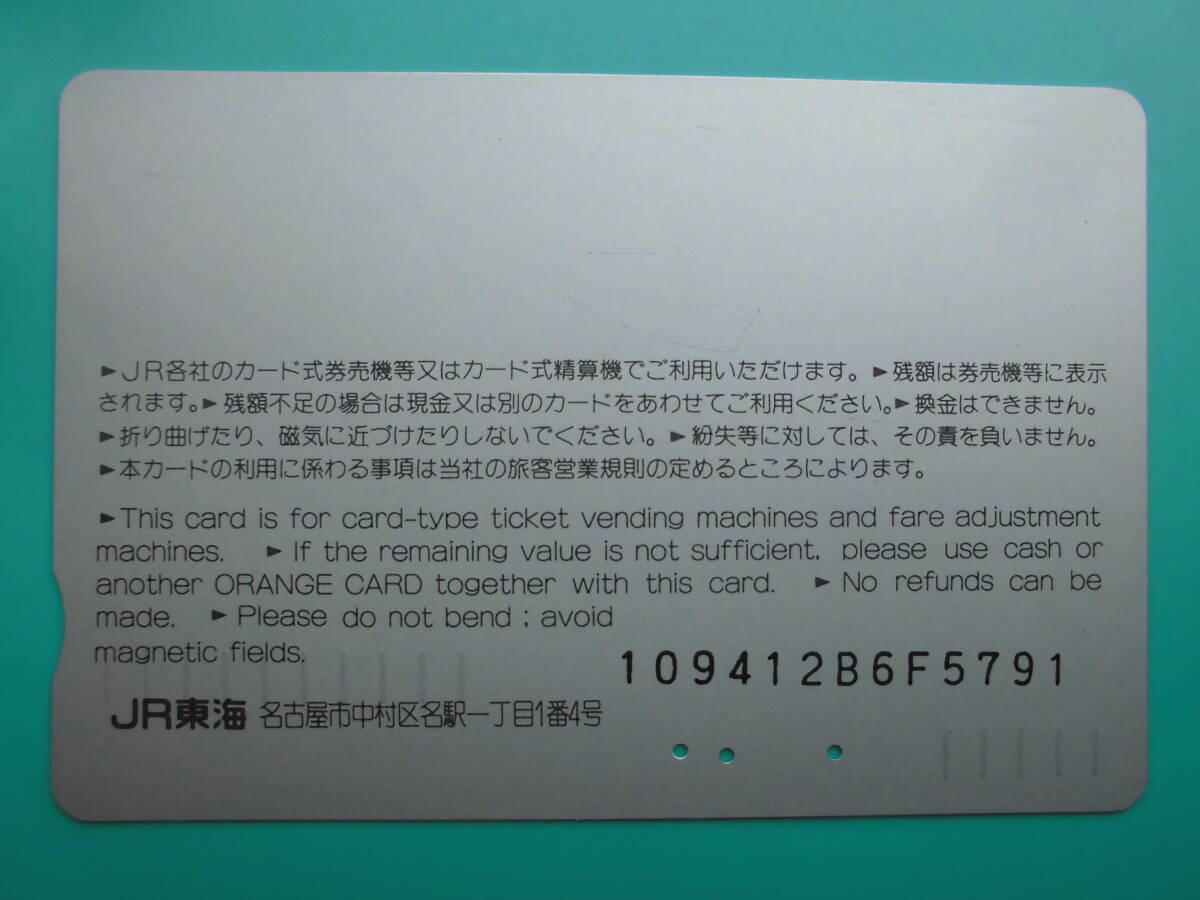 ►JR各社のカード式券売機等又はカード式精算機でご利用いただけます。►残額は券売機等に表示
されます。►残額不足の場合は現金又は別のカードをあわせてご利用ください。►換金はできません。
►折り曲げたり、磁気に近づけたりしないでください。►紛失等に対しては、その責を負いません。
►本カードの利用に係わる事項は当社の旅客営業規則の定めるところによります。
►This card is for card-type ticket vending machines and fare adjustment
machines. ►If the remaining value is not sufficient, please use cash or
another ORANGE CARD together with this card. ►No refunds can be
made. ►Please do not bend ; avoid
magnetic fields.
109412B6F5791
JR東海 名古屋市中村区名駅一丁目1番4号